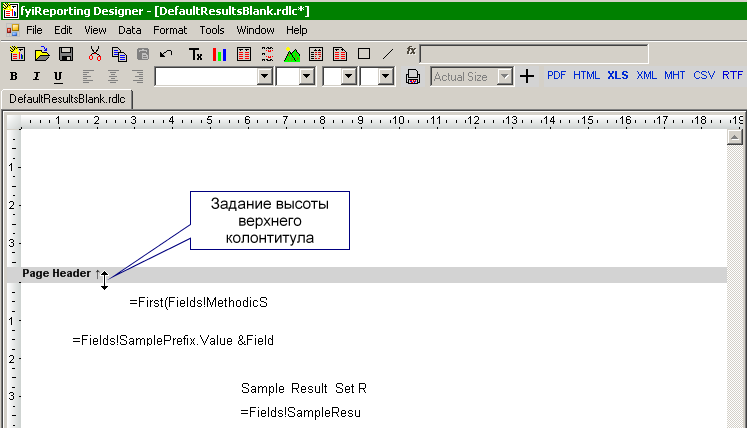 fyiReporting Designer - [DefaultResultsBlank.rdlc*]
File Edit View Data Format Tools Window Help
Tx fx
B I U Actual Size PDF HTML XLS XML MHT CSV RTF
DefaultResultsBlank.rdlc
1 2 3 4 5 6 7 8 9 10 11 12 13 14 15 16 17 18 19
1
2
Задание высоты
верхнего
колонтитула
3
Page Header ↑
=First(Fields!MethodicS
1
=Fields!SamplePrefix.Value &Field
2
Sample Result Set R
3
=Fields!SampleResu